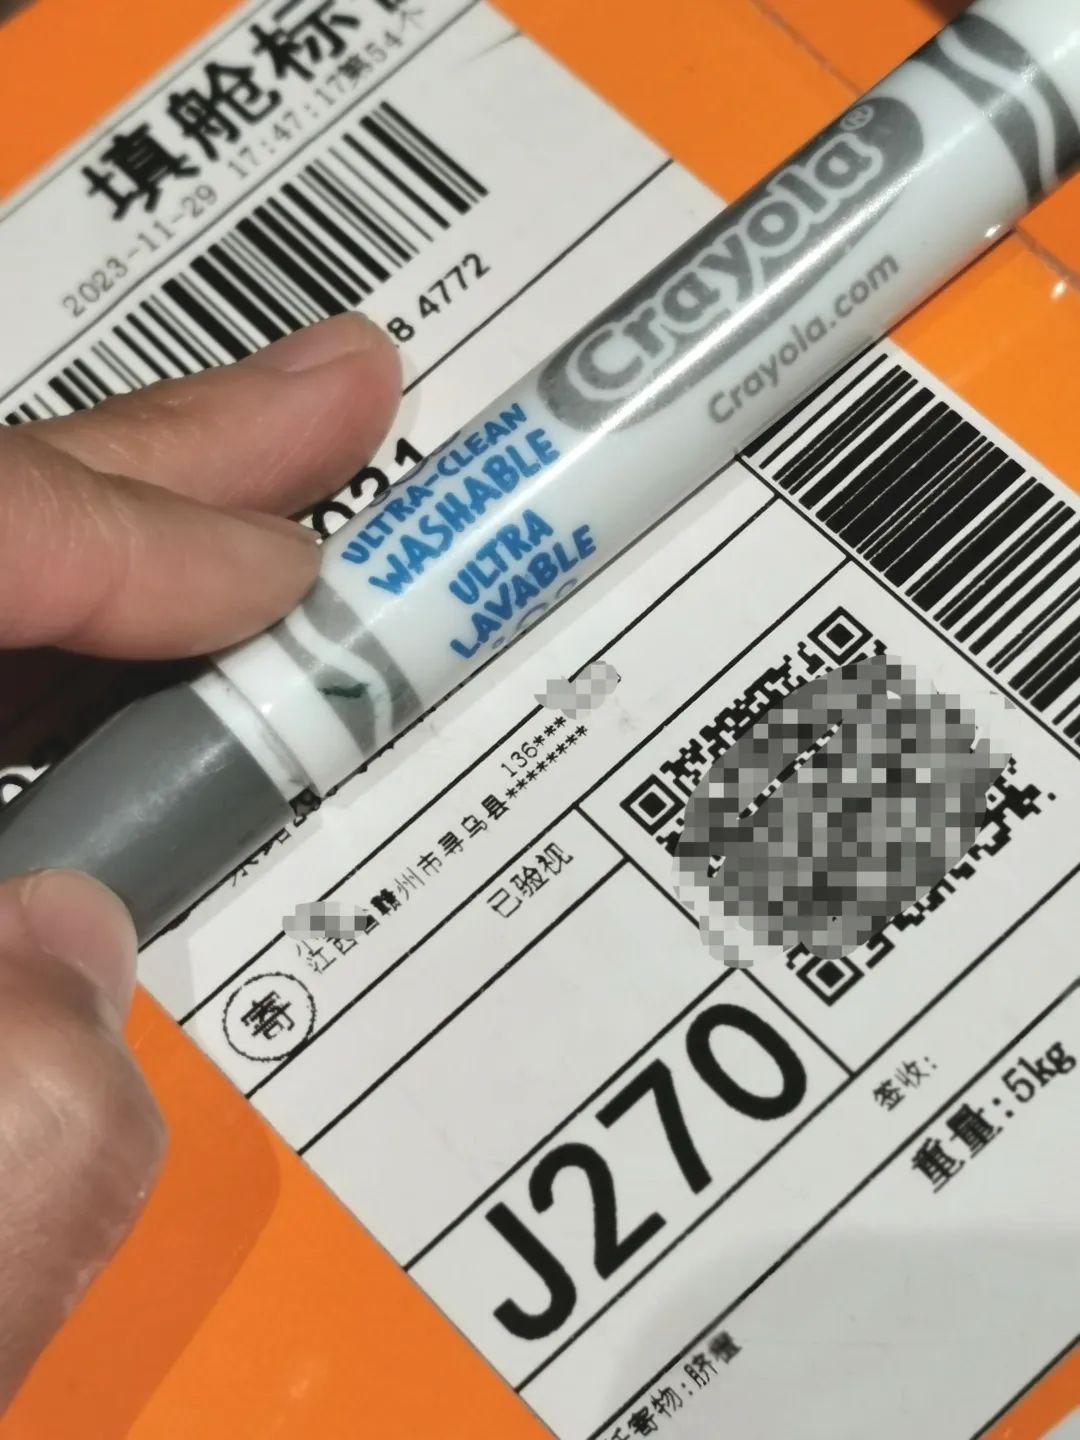 填舱标
2023-11-29 17:47:17第54个
8 4772
021
Crayola®
Crayola.com
ULTRA-CLEAN
WASHABLE
ULTRA
LAVABLE
136***
江西省赣州市寻乌县********
寄
已验视
J270
签收:
重量:5kg
寄物:脐橙